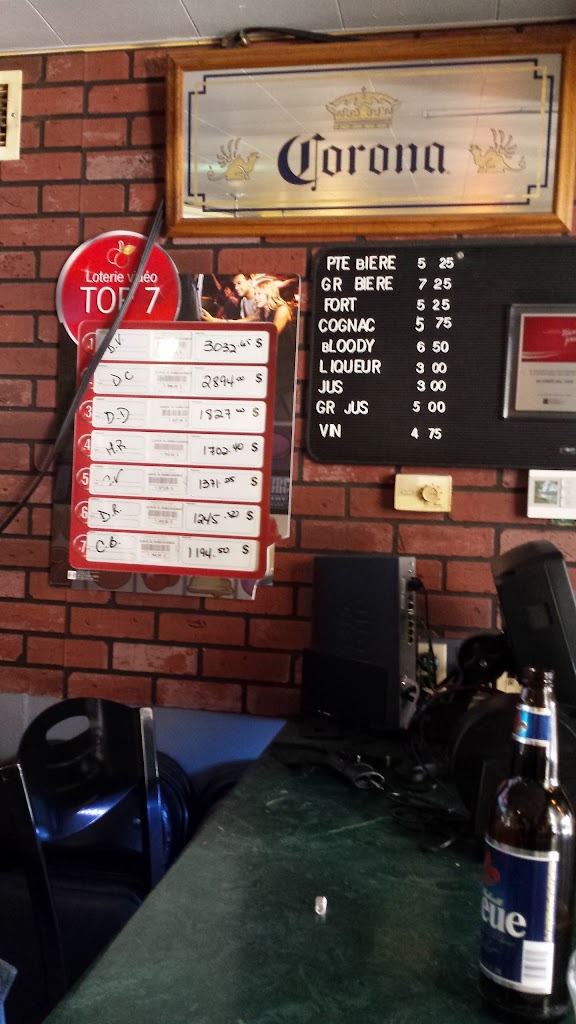 Corona
Loterie vidéo
TOP 7
1 D.V. 3032.65 $
2 DC 2894.00 $
3 D.D 1827.00 $
4 1702.40 $
5 1371.25 $
6 D.R. 1245.50 $
7 C.B. 1194.50 $
PTE BIERE 5 25
GR BIERE 7 25
FORT 5 25
COGNAC 5 75
BLOODY 6 50
LIQUEUR 3 00
JUS 3 00
GR JUS 5 00
VIN 4 75
eue